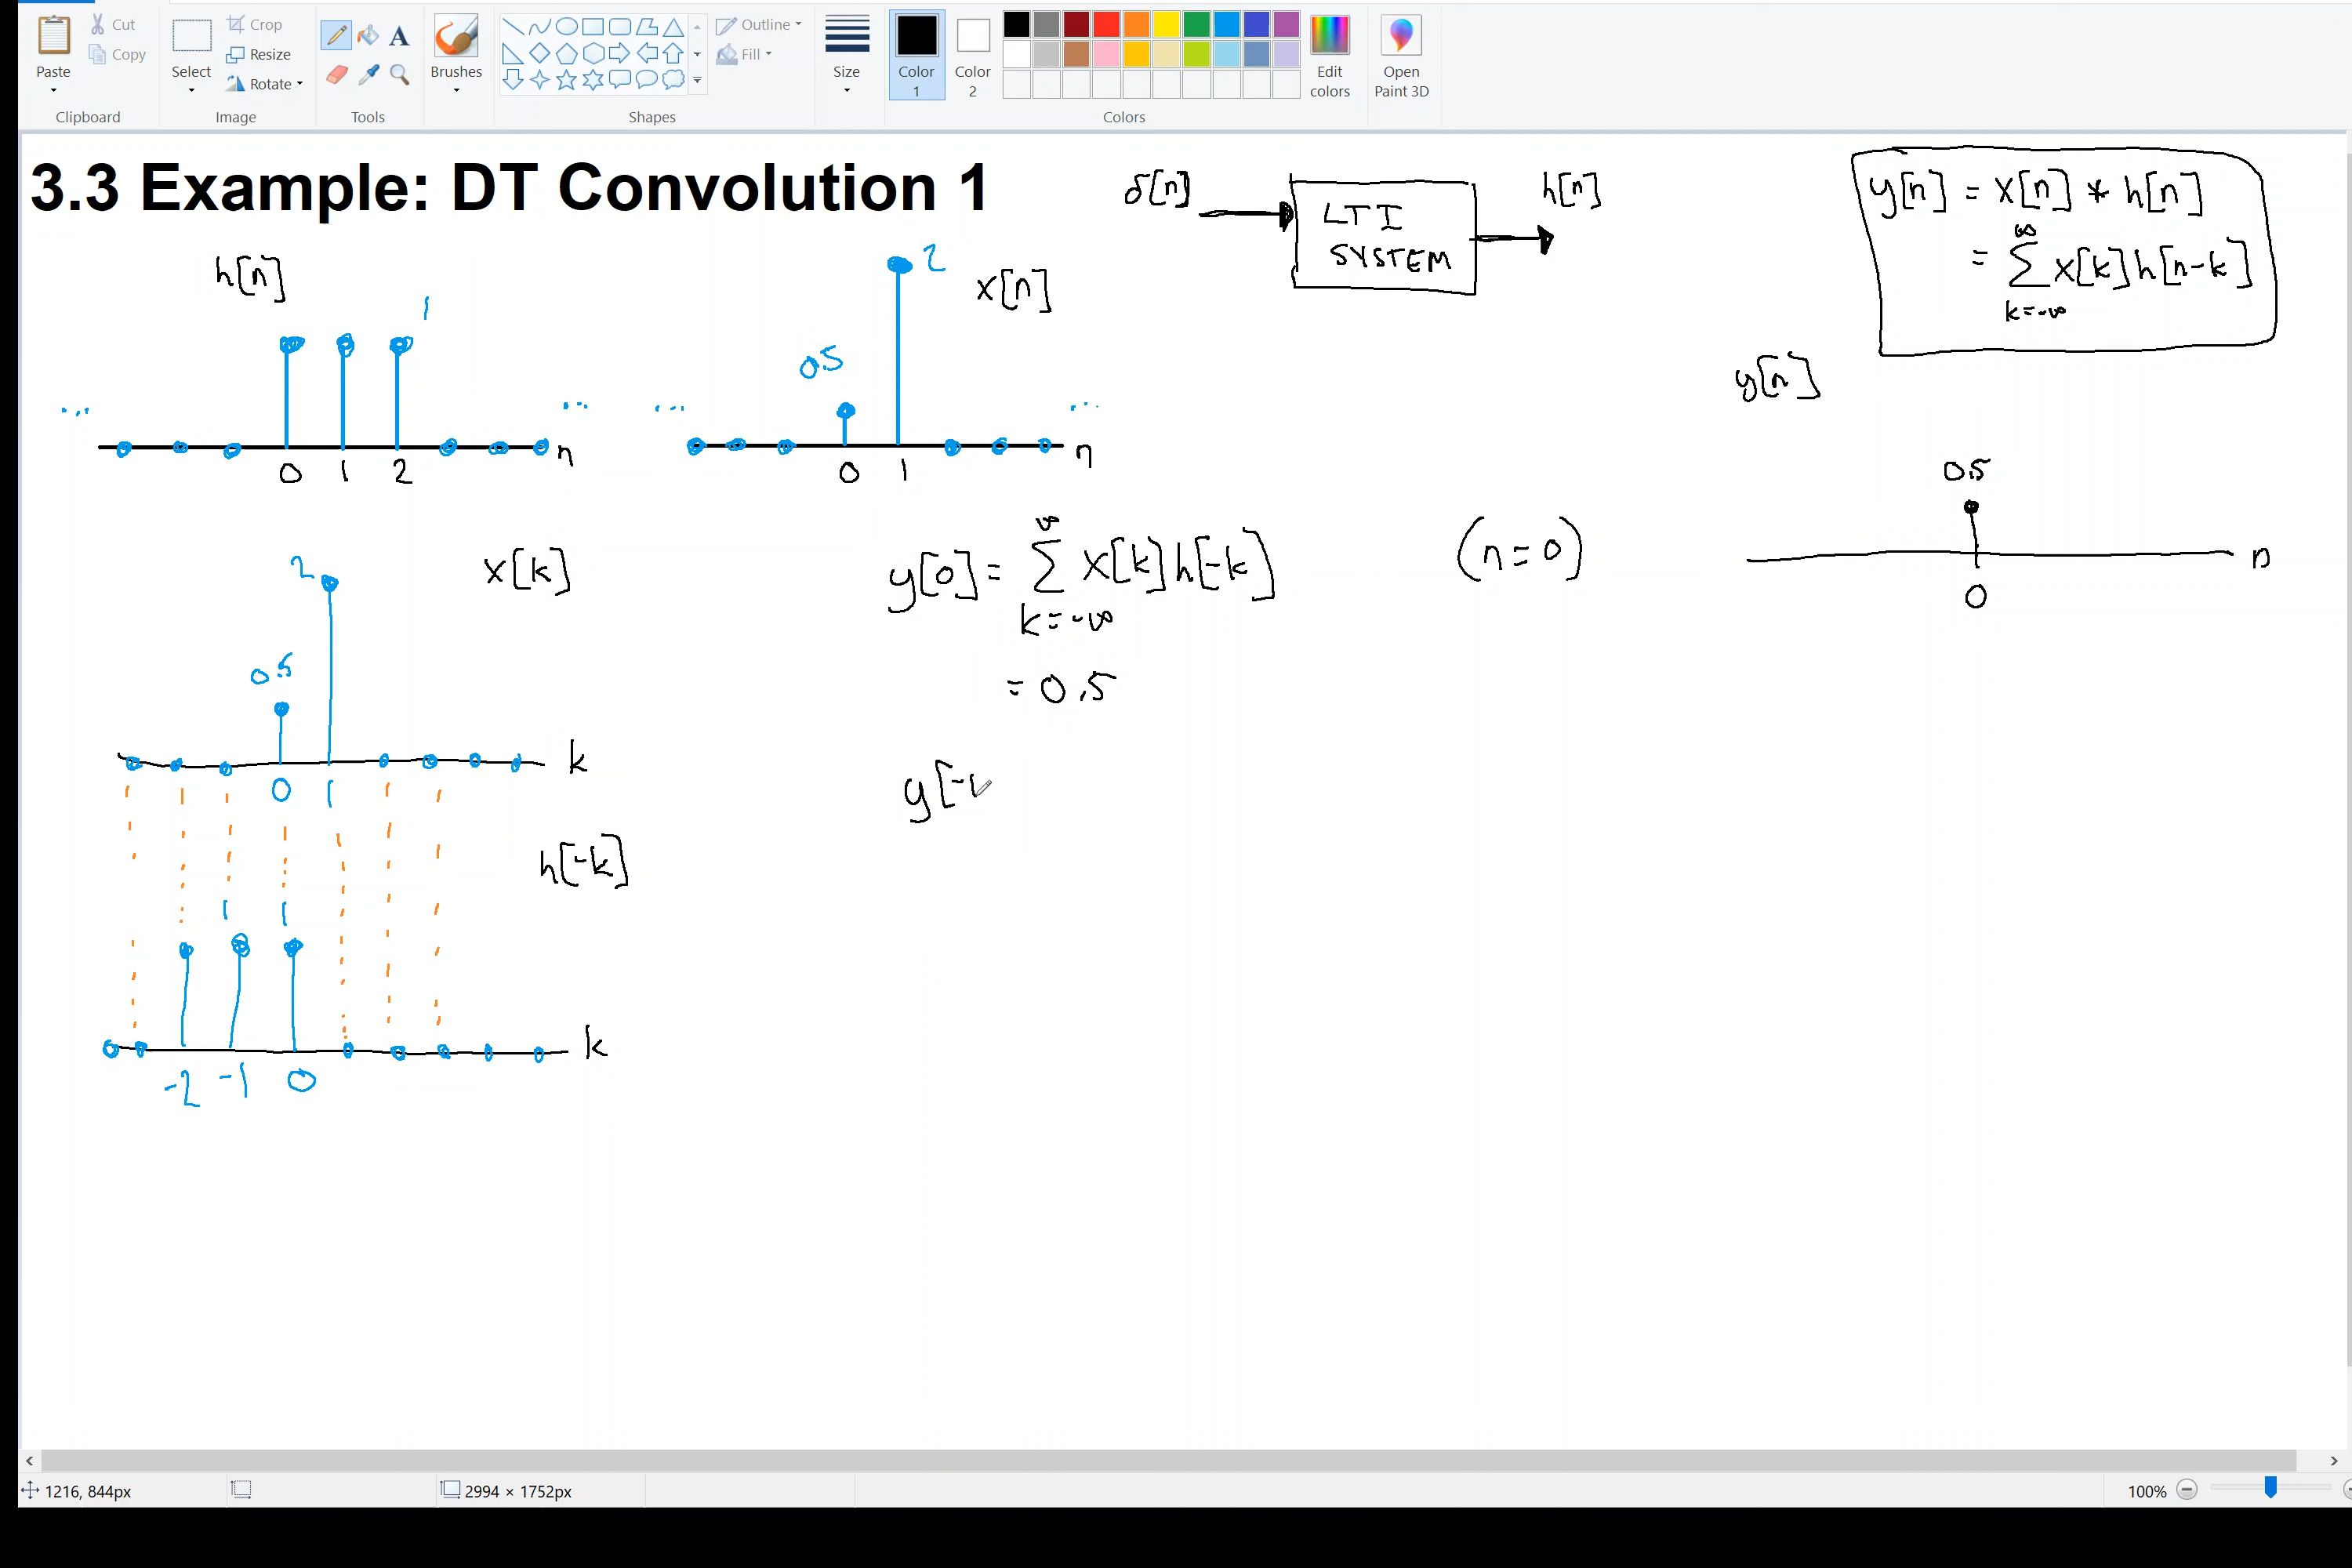 Paste
Cut
Copy
Clipboard
Select
Crop
Resize
Rotate
Image
A
Tools
Brushes
Outline
Fill
Shapes
Size
Color 1
Color 2
Edit colors
Open Paint 3D
Colors
3.3 Example: DT Convolution 1
δ[n]
LTI
SYSTEM
h[n]
y[n] = x[n] * h[n]
= ∞ Σ k=-∞ x[k]h[n-k]
h[n]
1
... ...
0 1 2 n
x[n]
2
0.5
... ...
0 1 n
y[n]
0.5
0 n
x[k]
2
0.5
0 1 k
y[0] = ∞ Σ k=-∞ x[k]h[-k] (n=0)
= 0.5
y[-1
h[-k]
1 1
-2 -1 0 k
1216, 844px
2994 × 1752px
100%